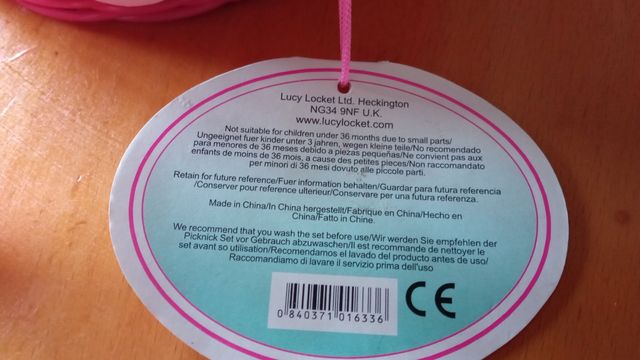 Lucy Locket Ltd. Heckington
NG34 9NF U.K.
www.lucylocket.com
Not suitable for children under 36 months due to small parts/
Ungeeignet fuer kinder unter 3 jahren, wegen kleine teile/No recomendado
para menores de 36 meses debido a piezas pequeñas/Ne convient pas aux
enfants de moins de 36 mois, a cause des petites pieces/Non raccomandato
per minori di 36 mesi dovuto alle piccole parti.
Retain for future reference/Fuer information behalten/Guardar para futura referencia
/Conserver pour reference ulterieur/Conservare per una futura referenza.
Made in China/In China hergestellt/Fabrique en China/Hecho en
China/Fatto in Chine.
We recommend that you wash the set before use/Wir werden Sie empfehlen der
Picknick Set vor Gebrauch abzuwaschen/Il est recommande de nettoyer le
set avant so utilisation/Recomendamos el lavado del producto antes de uso/
Raccomandiamo di lavare il servizio prima dell'uso
0 840371 016336
CE